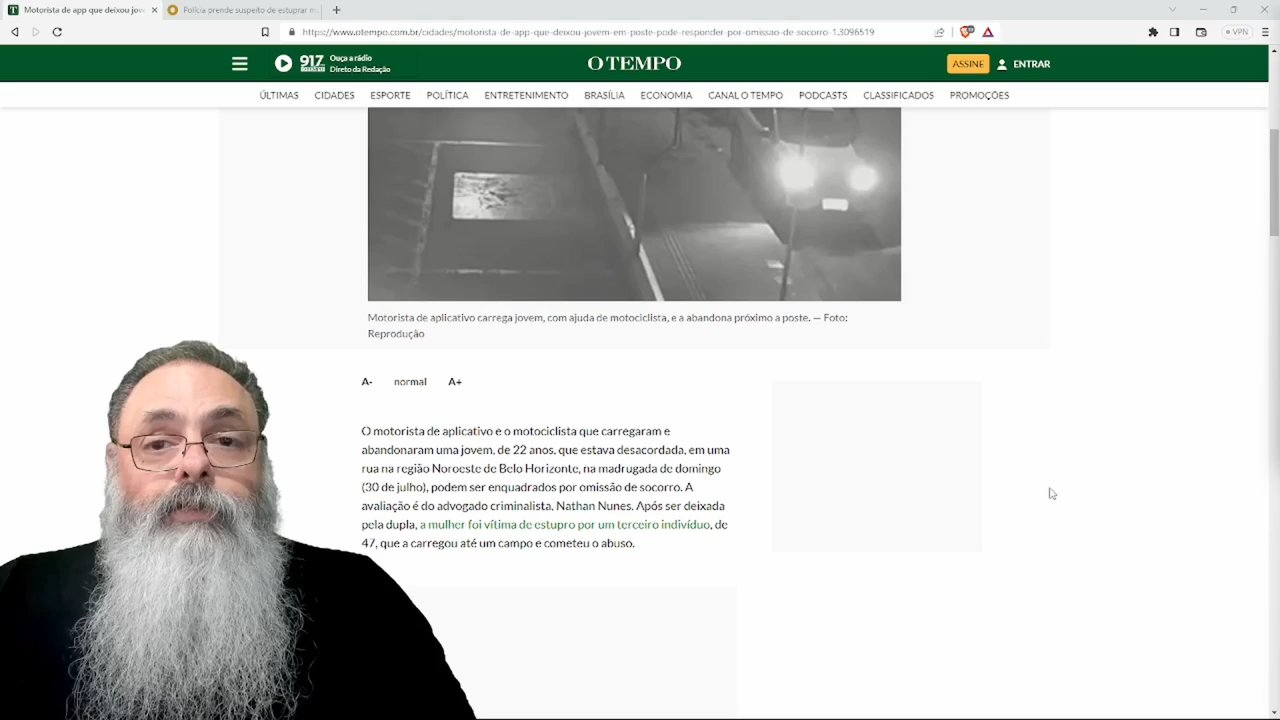 Motorista de app que deixou jov
Polícia prende suspeito de estuprar
https://www.otempo.com.br/cidades/motorista-de-app-que-deixou-jovem-em-poste-pode-responder-por-omissao-de-socorro-1.3096519
VPN
917
Ouça a rádio
Direto da Redação
O TEMPO
ASSINE
ENTRAR
ÚLTIMAS CIDADES ESPORTE POLÍTICA ENTRETENIMENTO BRASÍLIA ECONOMIA CANAL O TEMPO PODCASTS CLASSIFICADOS PROMOÇÕES
Motorista de aplicativo carrega jovem, com ajuda de motociclista, e a abandona próximo a poste. — Foto:
Reprodução
A- normal A+
O motorista de aplicativo e o motociclista que carregaram e
abandonaram uma jovem, de 22 anos, que estava desacordada, em uma
rua na região Noroeste de Belo Horizonte, na madrugada de domingo
(30 de julho), podem ser enquadrados por omissão de socorro. A
avaliação é do advogado criminalista, Nathan Nunes. Após ser deixada
pela dupla, a mulher foi vítima de estupro por um terceiro indivíduo, de
47, que a carregou até um campo e cometeu o abuso.